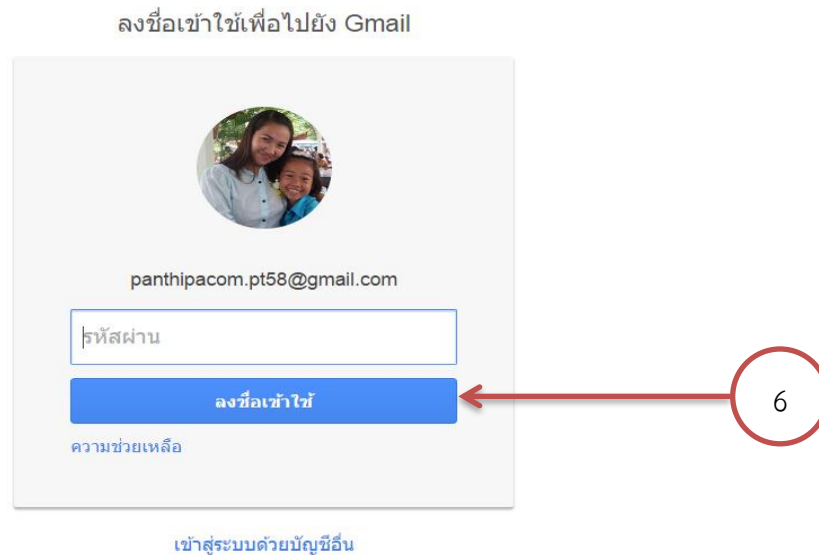 ลงชื่อเข้าใช้เพื่อไปยัง Gmail
panthipacom.pt58@gmail.com
รหัสผ่าน
ลงชื่อเข้าใช้
6
ความช่วยเหลือ
เข้าสู่ระบบด้วยบัญชีอื่น